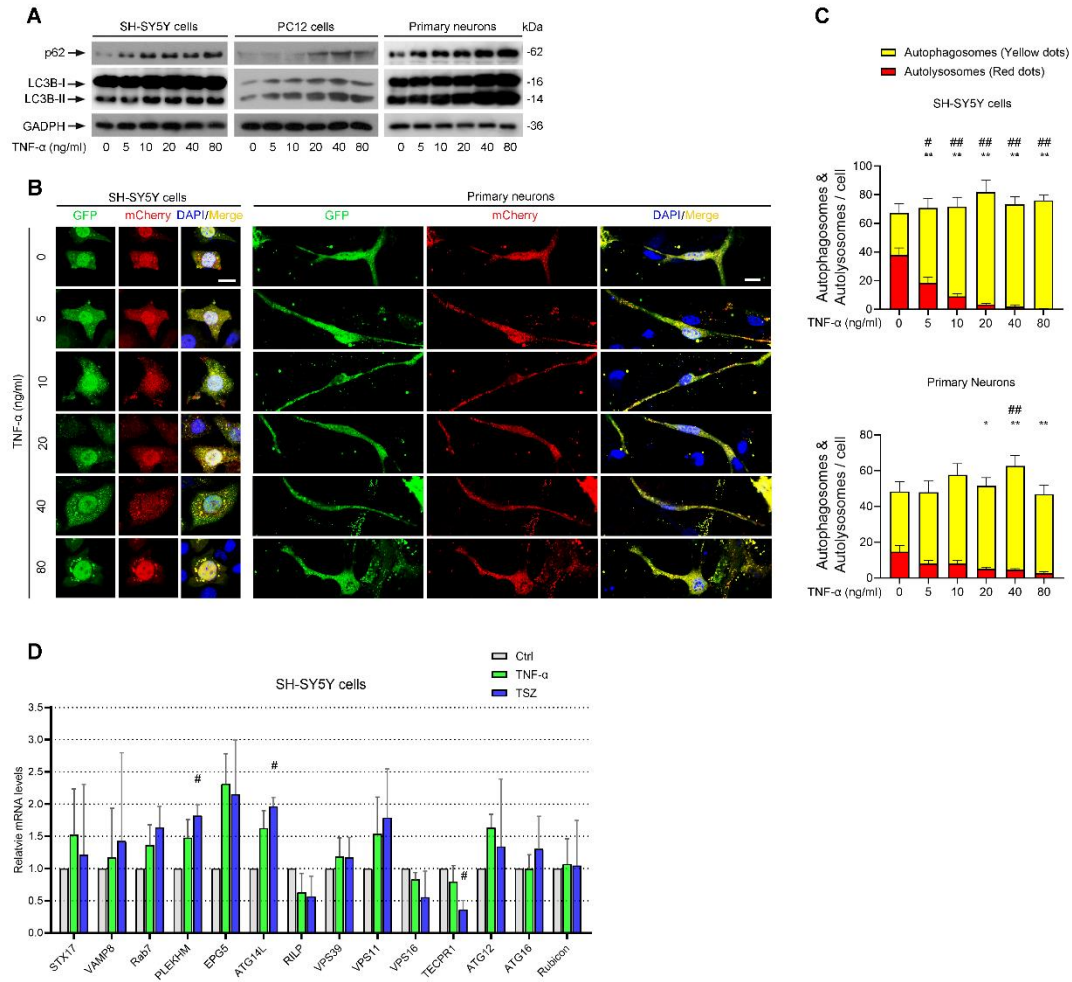 A
SH-SY5Y cells PC12 cells Primary neurons kDa
p62 -62
LC3B-I -16
LC3B-II -14
GADPH -36
TNF-α (ng/ml) 0 5 10 20 40 80 0 5 10 20 40 80 0 5 10 20 40 80
B
SH-SY5Y cells Primary neurons
GFP mCherry DAPI/Merge GFP mCherry DAPI/Merge
TNF-α (ng/ml)
0
5
10
20
40
80
C
Autophagosomes (Yellow dots)
Autolysosomes (Red dots)
SH-SY5Y cells
# ## ## ## ##
** ** ** ** **
Autophagosomes &
Autolysosomes / cell
100
80
60
40
20
0
TNF-α (ng/ml) 0 5 10 20 40 80
Primary Neurons
##
* ** **
Autophagosomes &
Autolysosomes / cell
80
60
40
20
0
TNF-α (ng/ml) 0 5 10 20 40 80
D
Ctrl
TNF-α
TSZ
SH-SY5Y cells
Relatvie mRNA levels
3.5
3.0
2.5
2.0
1.5
1.0
0.5
0.0
# # #
STX17 VAMP8 Rab7 PLEKHM EPG5 ATG14L RILP VPS39 VPS11 VPS16 TECPR1 ATG12 ATG16 Rubicon